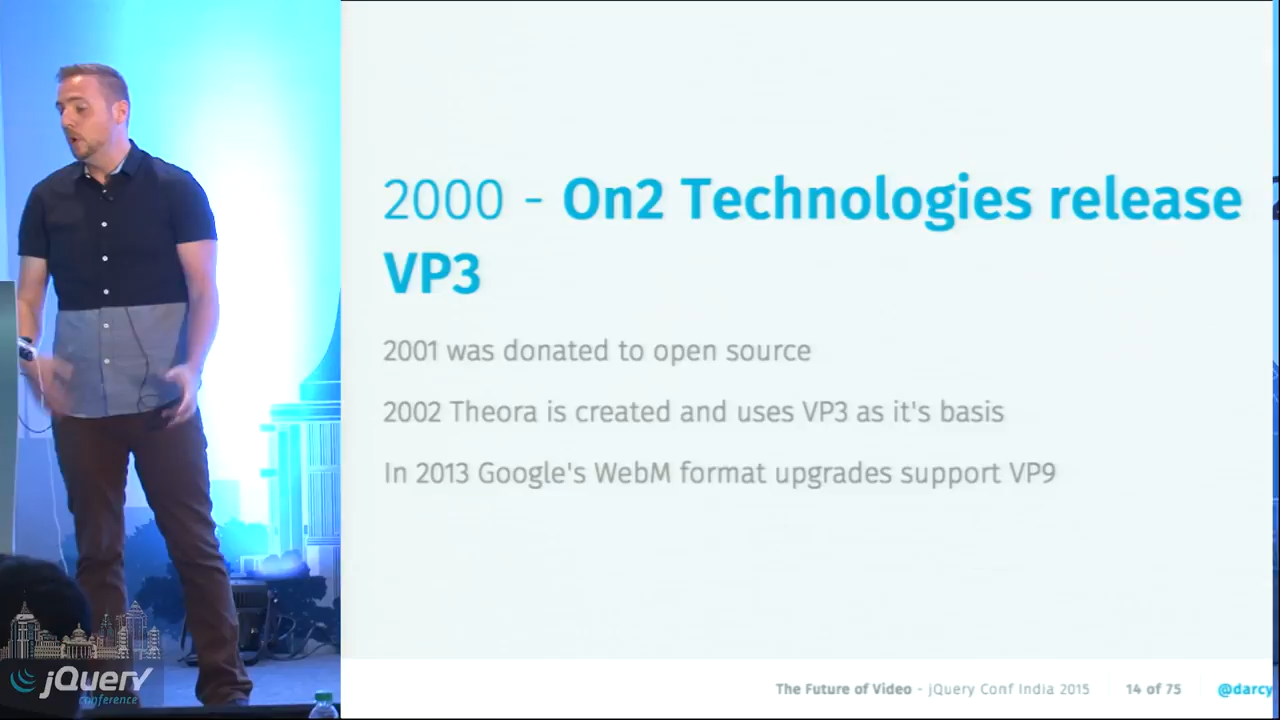 2000 - On2 Technologies release
VP3
2001 was donated to open source
2002 Theora is created and uses VP3 as it's basis
In 2013 Google's WebM format upgrades support VP9
The Future of Video - jQuery Conf India 2015 14 of 75 @darcy
jQuery
conference